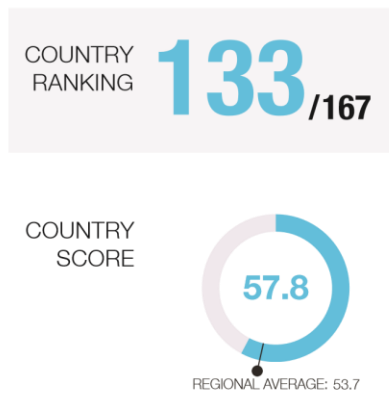 COUNTRY
RANKING
133/167
COUNTRY
SCORE
57.8
REGIONAL AVERAGE: 53.7